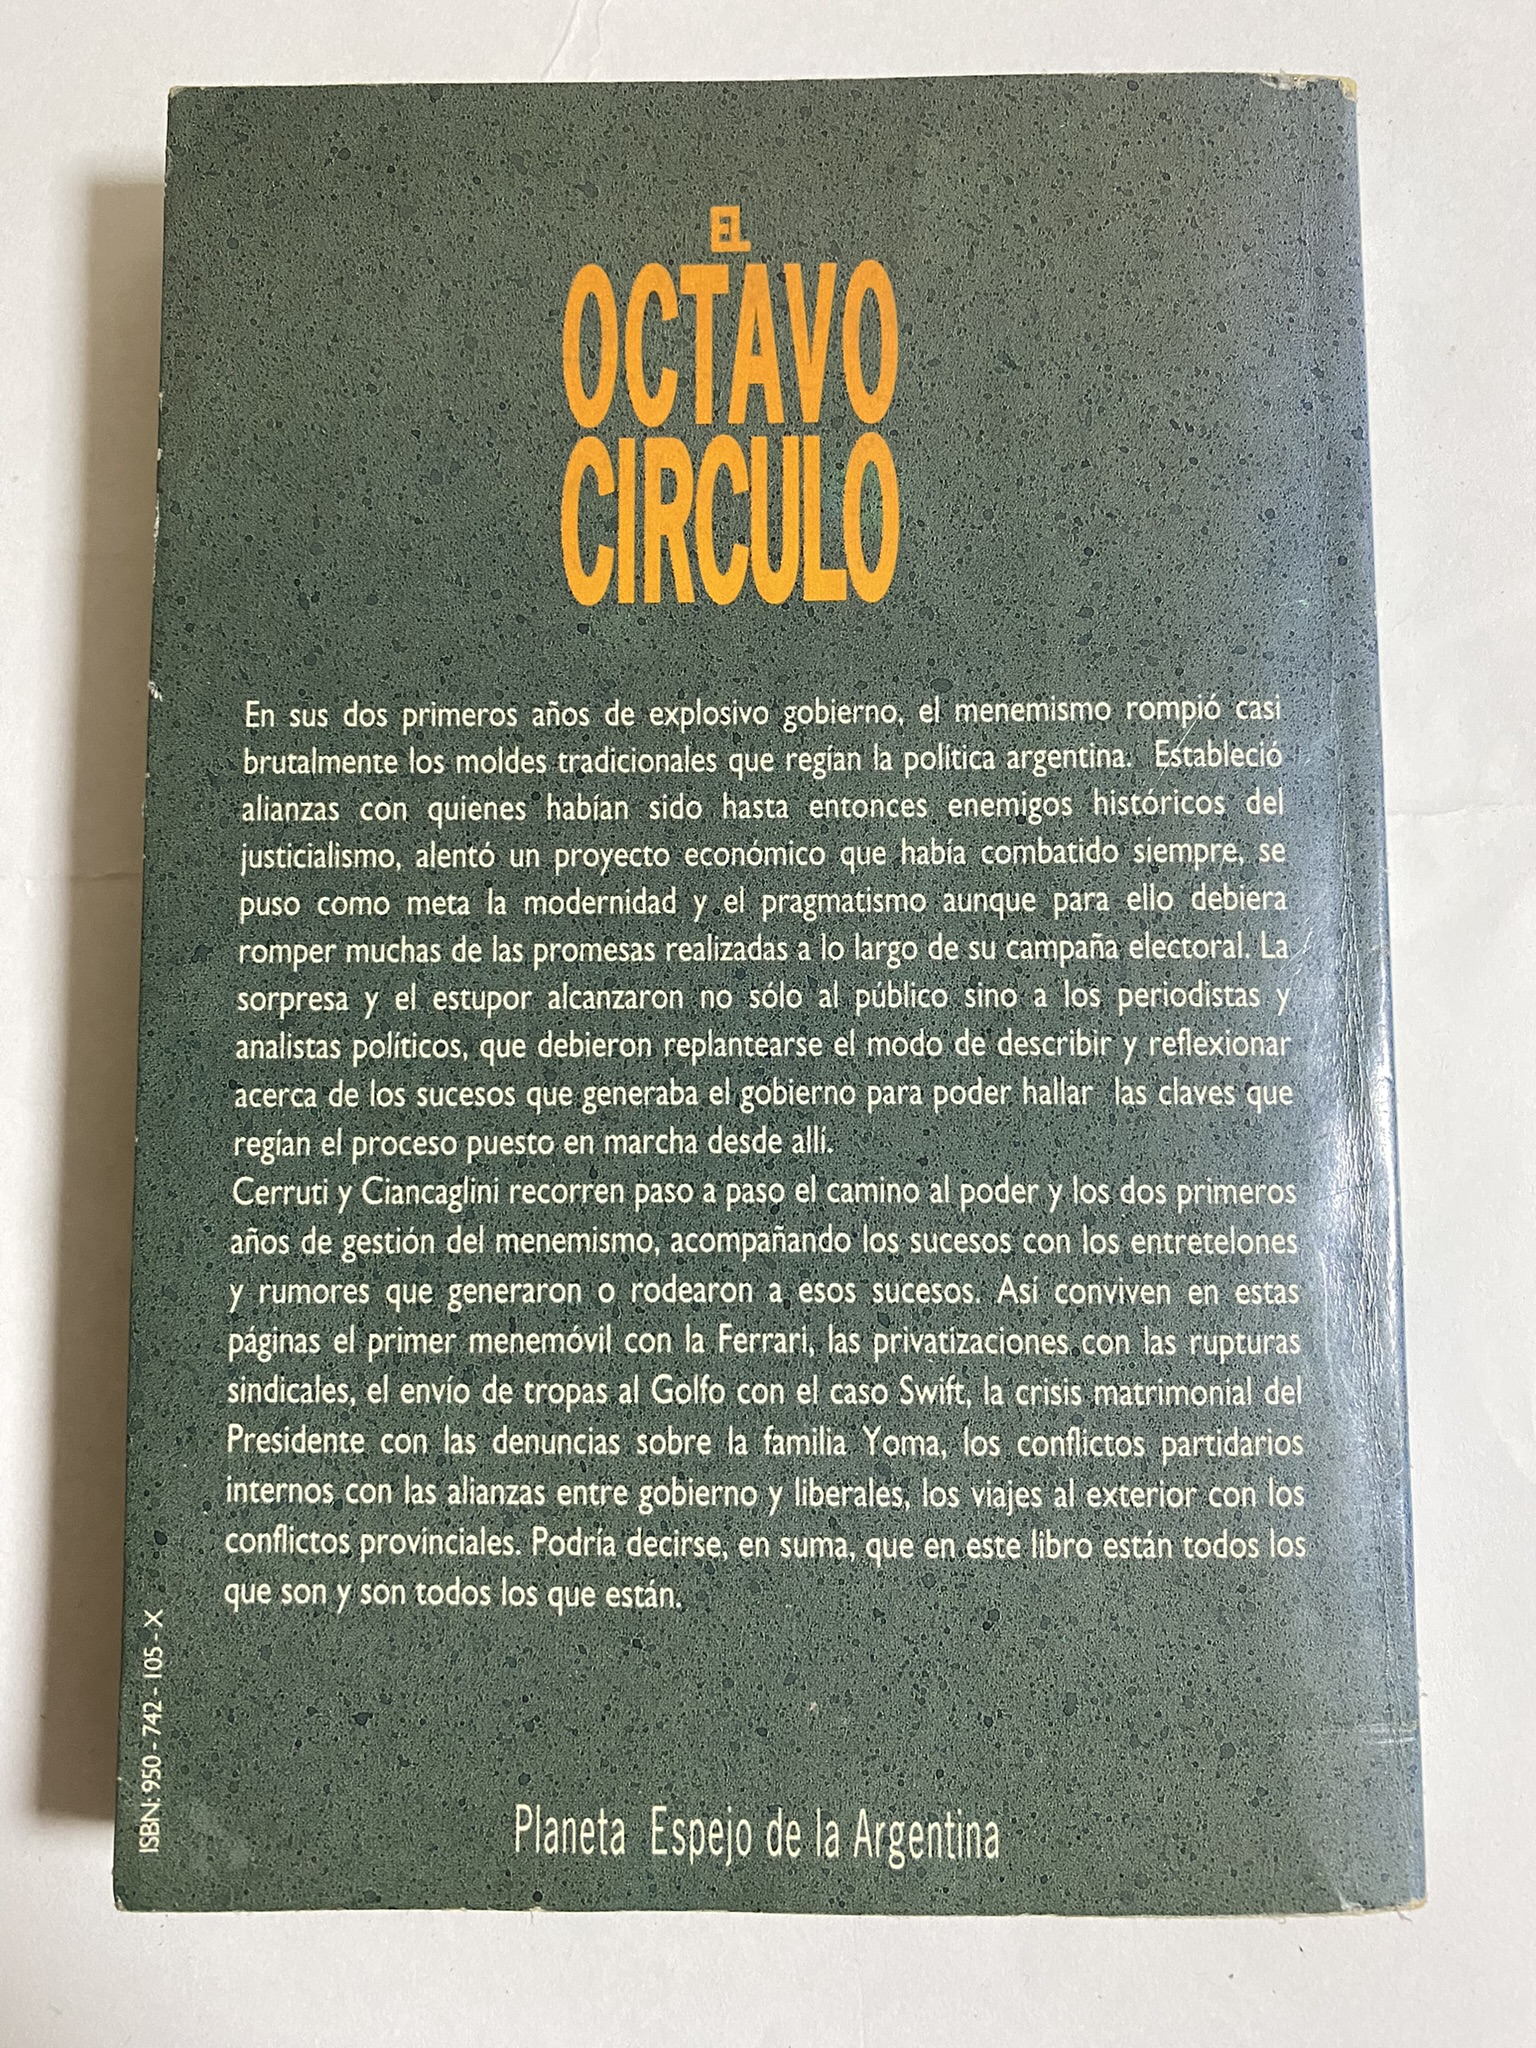 EL
OCTAVO
CIRCULO
En sus dos primeros años de explosivo gobierno, el menemismo rompió casi
brutalmente los moldes tradicionales que regían la política argentina. Estableció
alianzas con quienes habían sido hasta entonces enemigos históricos del
justicialismo, alentó un proyecto económico que había combatido siempre, se
puso como meta la modernidad y el pragmatismo aunque para ello debiera
romper muchas de las promesas realizadas a lo largo de su campaña electoral. La
sorpresa y el estupor alcanzaron no sólo al público sino a los periodistas y
analistas políticos, que debieron replantearse el modo de describir y reflexionar
acerca de los sucesos que generaba el gobierno para poder hallar las claves que
regían el proceso puesto en marcha desde allí.
Cerruti y Ciancaglini recorren paso a paso el camino al poder y los dos primeros
años de gestión del menemismo, acompañando los sucesos con los entretelones
y rumores que generaron o rodearon a esos sucesos. Así conviven en estas
páginas el primer menemóvil con la Ferrari, las privatizaciones con las rupturas
sindicales, el envío de tropas al Golfo con el caso Swift, la crisis matrimonial del
Presidente con las denuncias sobre la familia Yoma, los conflictos partidarios
internos con las alianzas entre gobierno y liberales, los viajes al exterior con los
conflictos provinciales. Podría decirse, en suma, que en este libro están todos los
que son y son todos los que están.
ISBN: 950 - 742 - 105 - X
Planeta Espejo de la Argentina